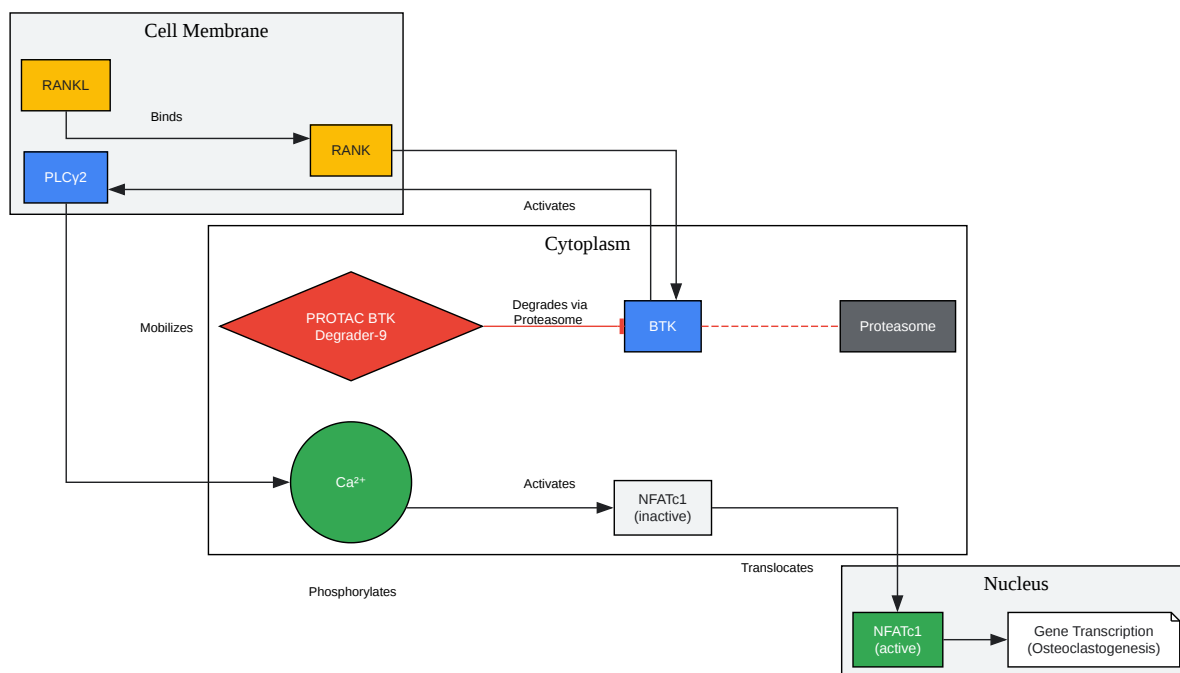 Cell Membrane
RANKL
Binds
RANK
PLCγ2
Activates
Cytoplasm
PROTAC BTK
Degrader-9
Degrades via
Proteasome
BTK
Proteasome
Mobilizes
Ca²⁺
Activates
NFATc1
(inactive)
Translocates
Phosphorylates
Nucleus
NFATc1
(active)
Gene Transcription
(Osteoclastogenesis)